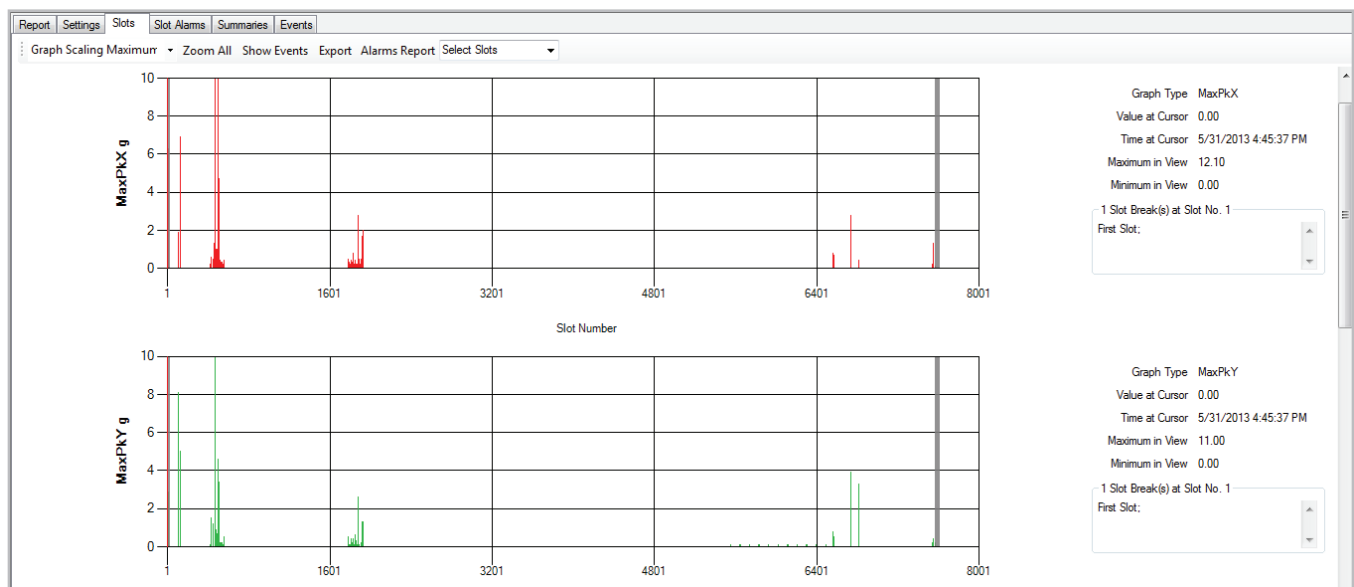 Report Settings Slots Slot Alarms Summaries Events
Graph Scaling Maximum Zoom All Show Events Export Alarms Report Select Slots
10
8
6
4
2
0
MaxPkX g
1 1601 3201 4801 6401 8001
Slot Number
Graph Type MaxPkX
Value at Cursor 0.00
Time at Cursor 5/31/2013 4:45:37 PM
Maximum in View 12.10
Minimum in View 0.00
1 Slot Break(s) at Slot No. 1
First Slot;
10
8
6
4
2
0
MaxPkY g
1 1601 3201 4801 6401 8001
Graph Type MaxPkY
Value at Cursor 0.00
Time at Cursor 5/31/2013 4:45:37 PM
Maximum in View 11.00
Minimum in View 0.00
1 Slot Break(s) at Slot No. 1
First Slot;